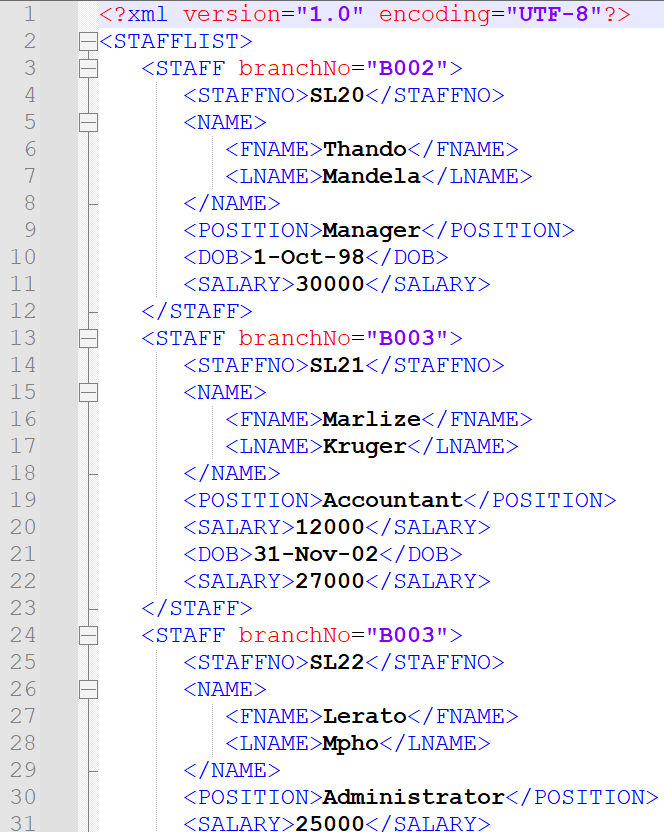 1 <?xml version="1.0" encoding="UTF-8"?>
2 <STAFFLIST>
3 <STAFF branchNo="B002">
4 <STAFFNO>SL20</STAFFNO>
5 <NAME>
6 <FNAME>Thando</FNAME>
7 <LNAME>Mandela</LNAME>
8 </NAME>
9 <POSITION>Manager</POSITION>
10 <DOB>1-Oct-98</DOB>
11 <SALARY>30000</SALARY>
12 </STAFF>
13 <STAFF branchNo="B003">
14 <STAFFNO>SL21</STAFFNO>
15 <NAME>
16 <FNAME>Marlize</FNAME>
17 <LNAME>Kruger</LNAME>
18 </NAME>
19 <POSITION>Accountant</POSITION>
20 <SALARY>12000</SALARY>
21 <DOB>31-Nov-02</DOB>
22 <SALARY>27000</SALARY>
23 </STAFF>
24 <STAFF branchNo="B003">
25 <STAFFNO>SL22</STAFFNO>
26 <NAME>
27 <FNAME>Lerato</FNAME>
28 <LNAME>Mpho</LNAME>
29 </NAME>
30 <POSITION>Administrator</POSITION>
31 <SALARY>25000</SALARY>